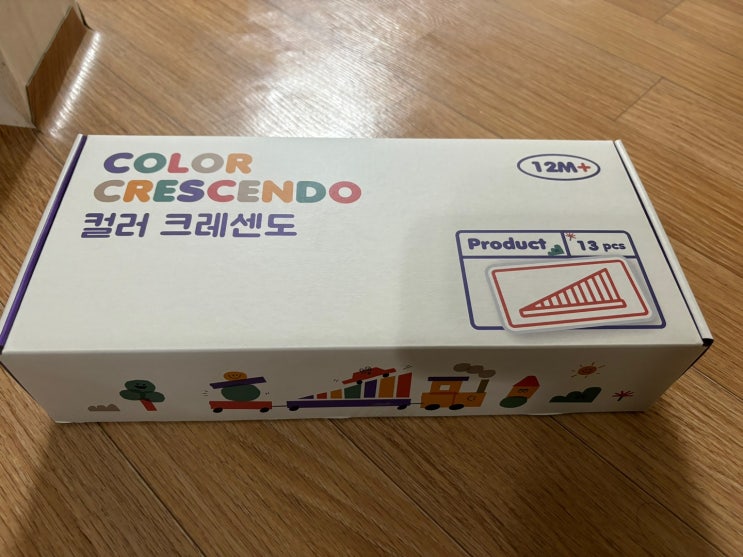 COLOR
CRESCENDO
컬러 크레센도
12M+
Product 13 pcs